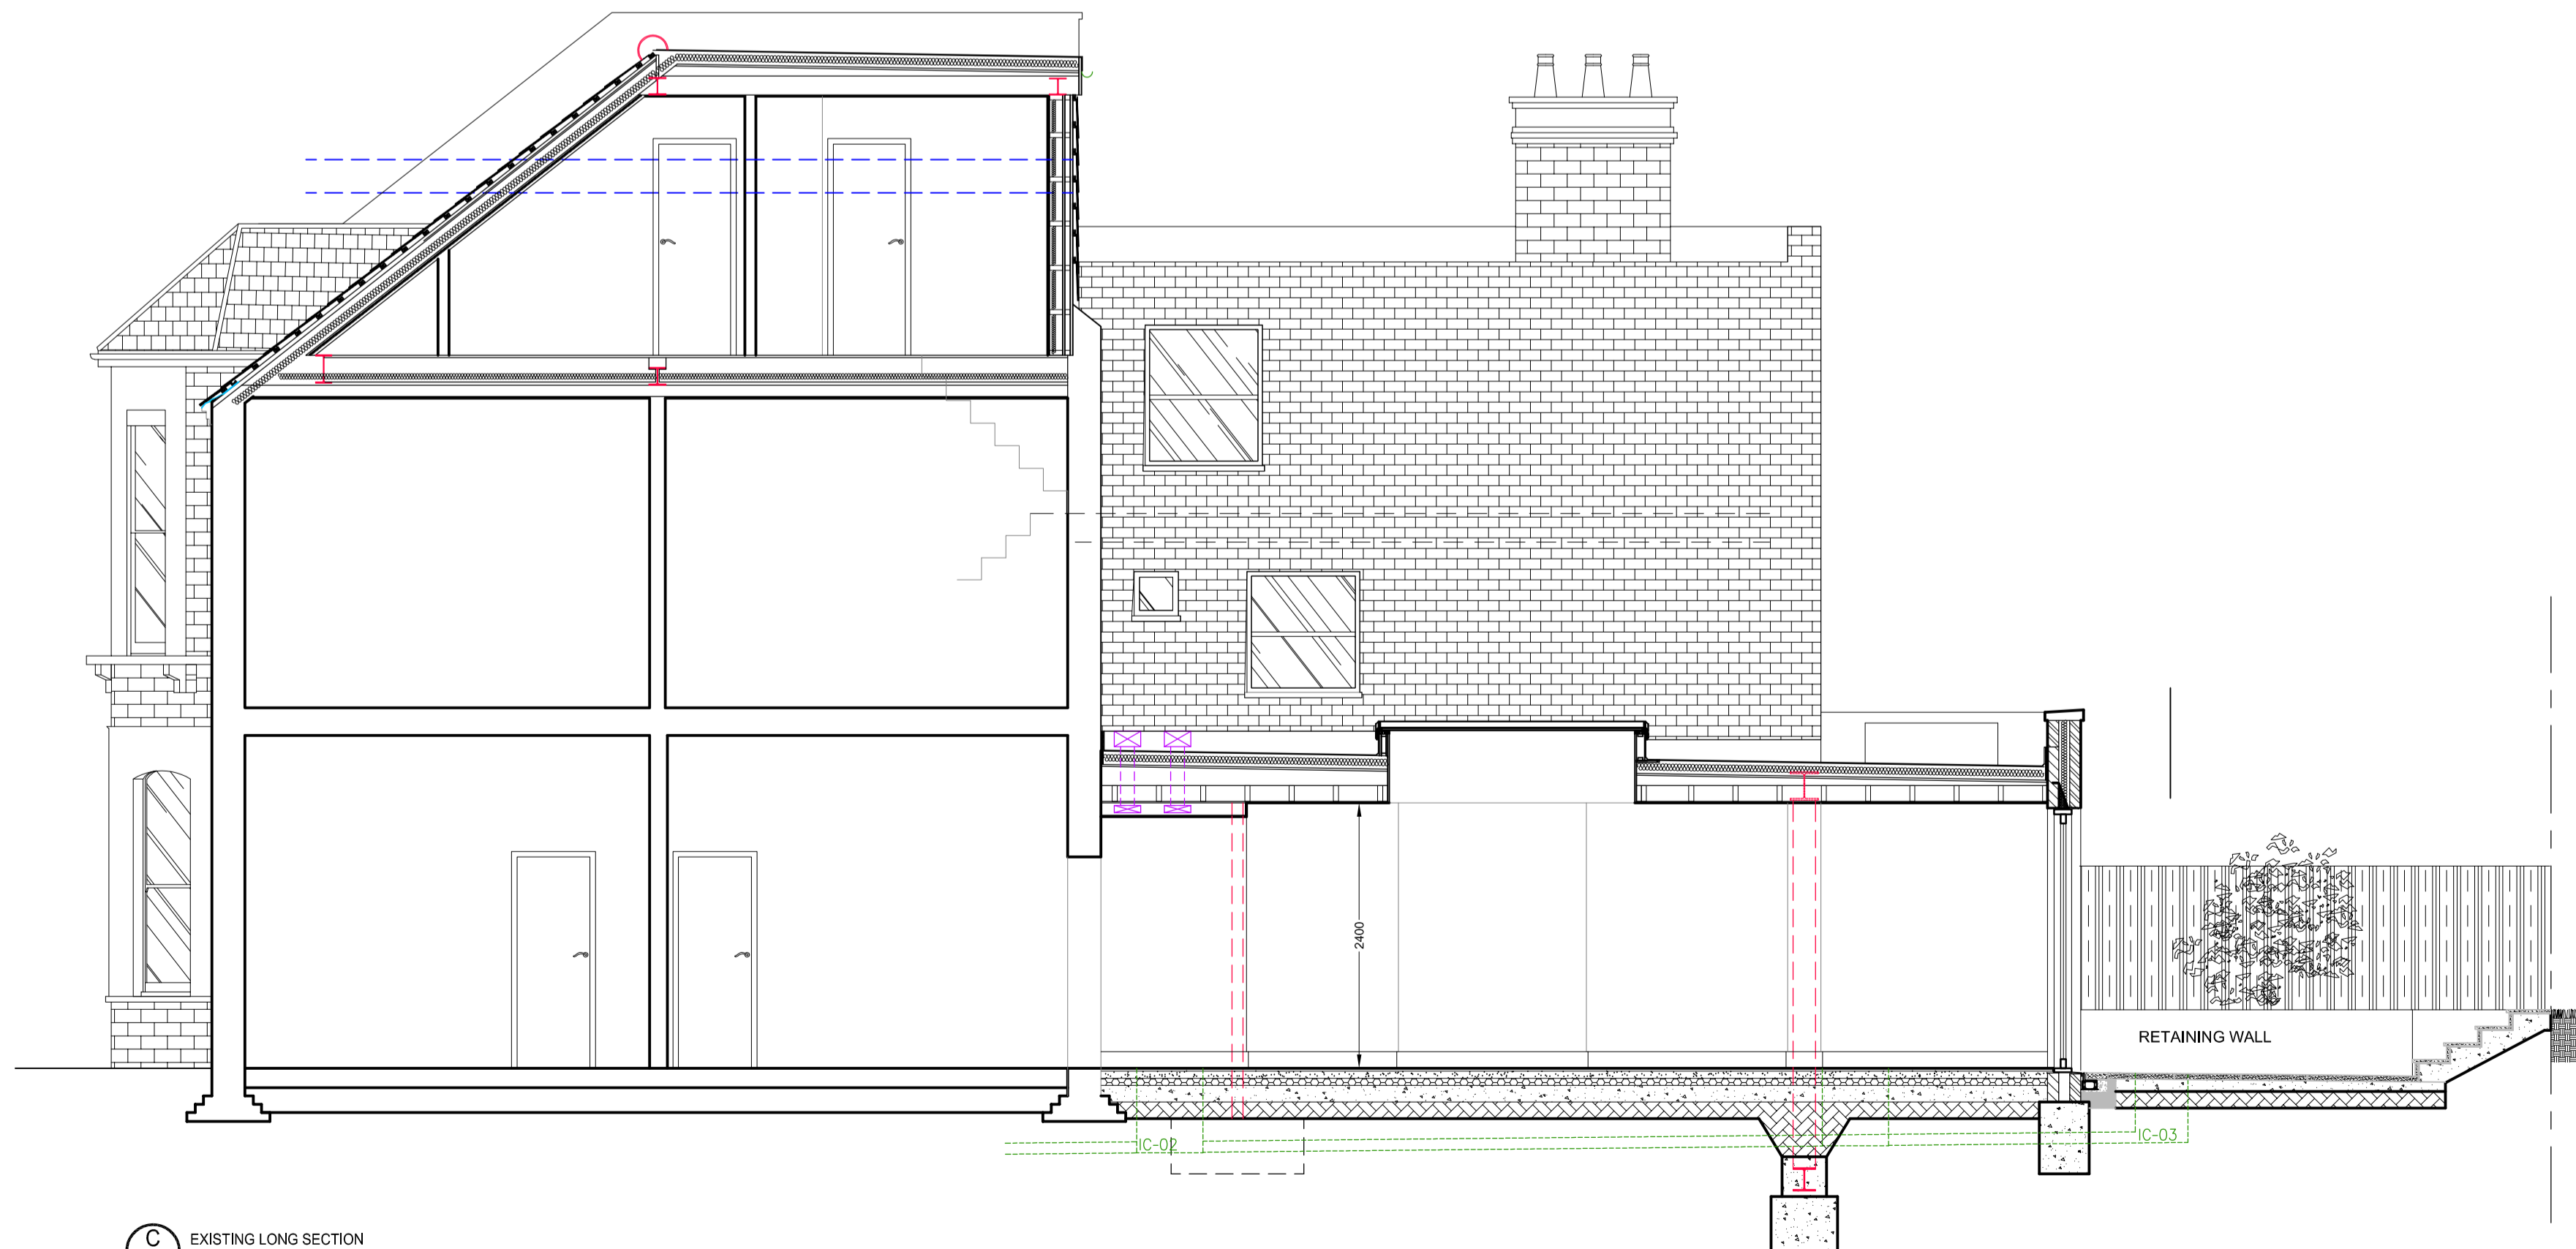 2400
RETAINING WALL
IC-02
IC-03
C
EXISTING LONG SECTION